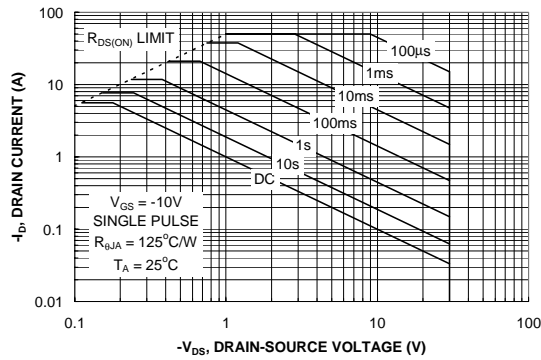 100
R_DS(ON) LIMIT
100µs
1ms
10
10ms
100ms
1
1s
10s
DC
V_GS = -10V
SINGLE PULSE
R_θJA = 125°C/W
T_A = 25°C
0.1
0.01
0.1
1
10
100
-I_D, DRAIN CURRENT (A)
-V_DS, DRAIN-SOURCE VOLTAGE (V)